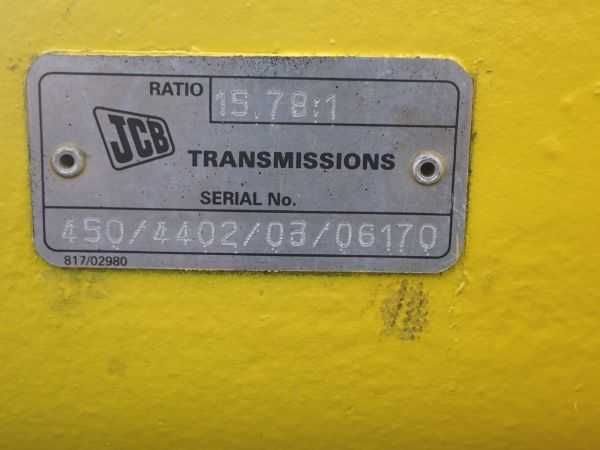 RATIO 15.78:1
JCB TRANSMISSIONS
SERIAL No.
450/4402/03/06170
817/02980